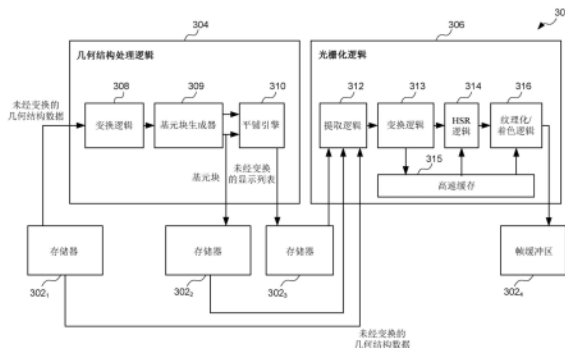 30
304
306
几何结构处理逻辑
光栅化逻辑
未经变换的
几何结构数据
308
309
310
312
313
314
316
变换逻辑
基元块生成器
平铺引擎
提取逻辑
变换逻辑
HSR
逻辑
纹理化/
着色逻辑
315
高速缓存
基元块
未经变换
的显示列表
存储器
存储器
存储器
帧缓冲区
302₁
302₂
302₃
302₄
未经变换的
几何结构数据